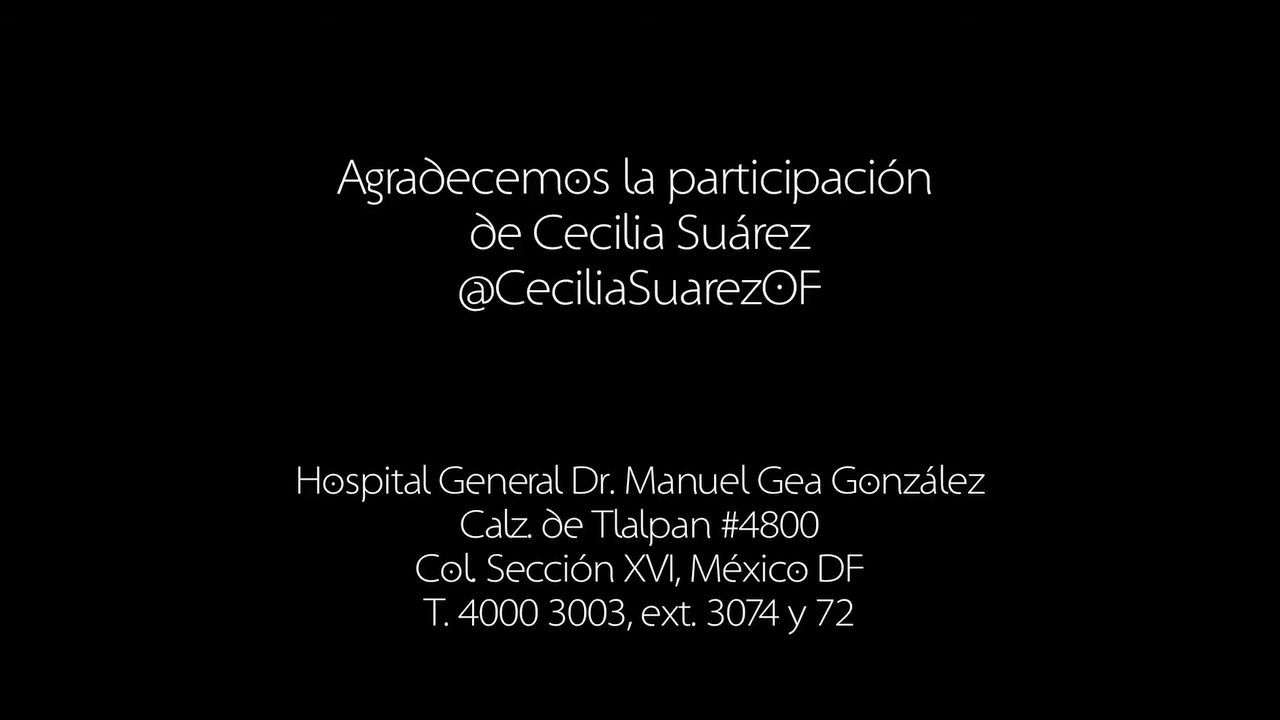 Agradecemos la participación
de Cecilia Suárez
@CeciliaSuarezOF
Hospital General Dr. Manuel Gea González
Calz. de Tlalpan #4800
Col. Sección XVI, México DF
T. 4000 3003, ext. 3074 y 72